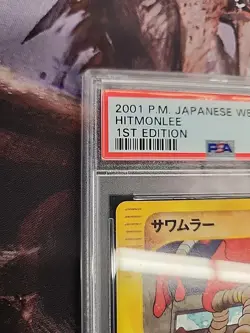 2001 P.M. JAPANESE WE
HITMONLEE
1ST EDITION
PSA
サワムラー